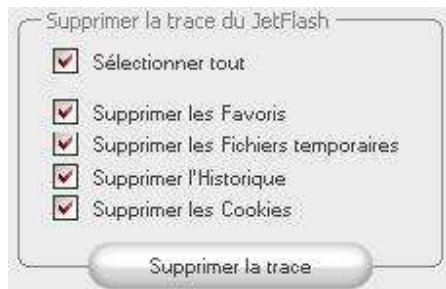 Supprimer la trace du JetFlash
Sélectionner tout
Supprimer les Favoris
Supprimer les Fichiers temporaires
Supprimer l'Historique
Supprimer les Cookies
Supprimer la trace